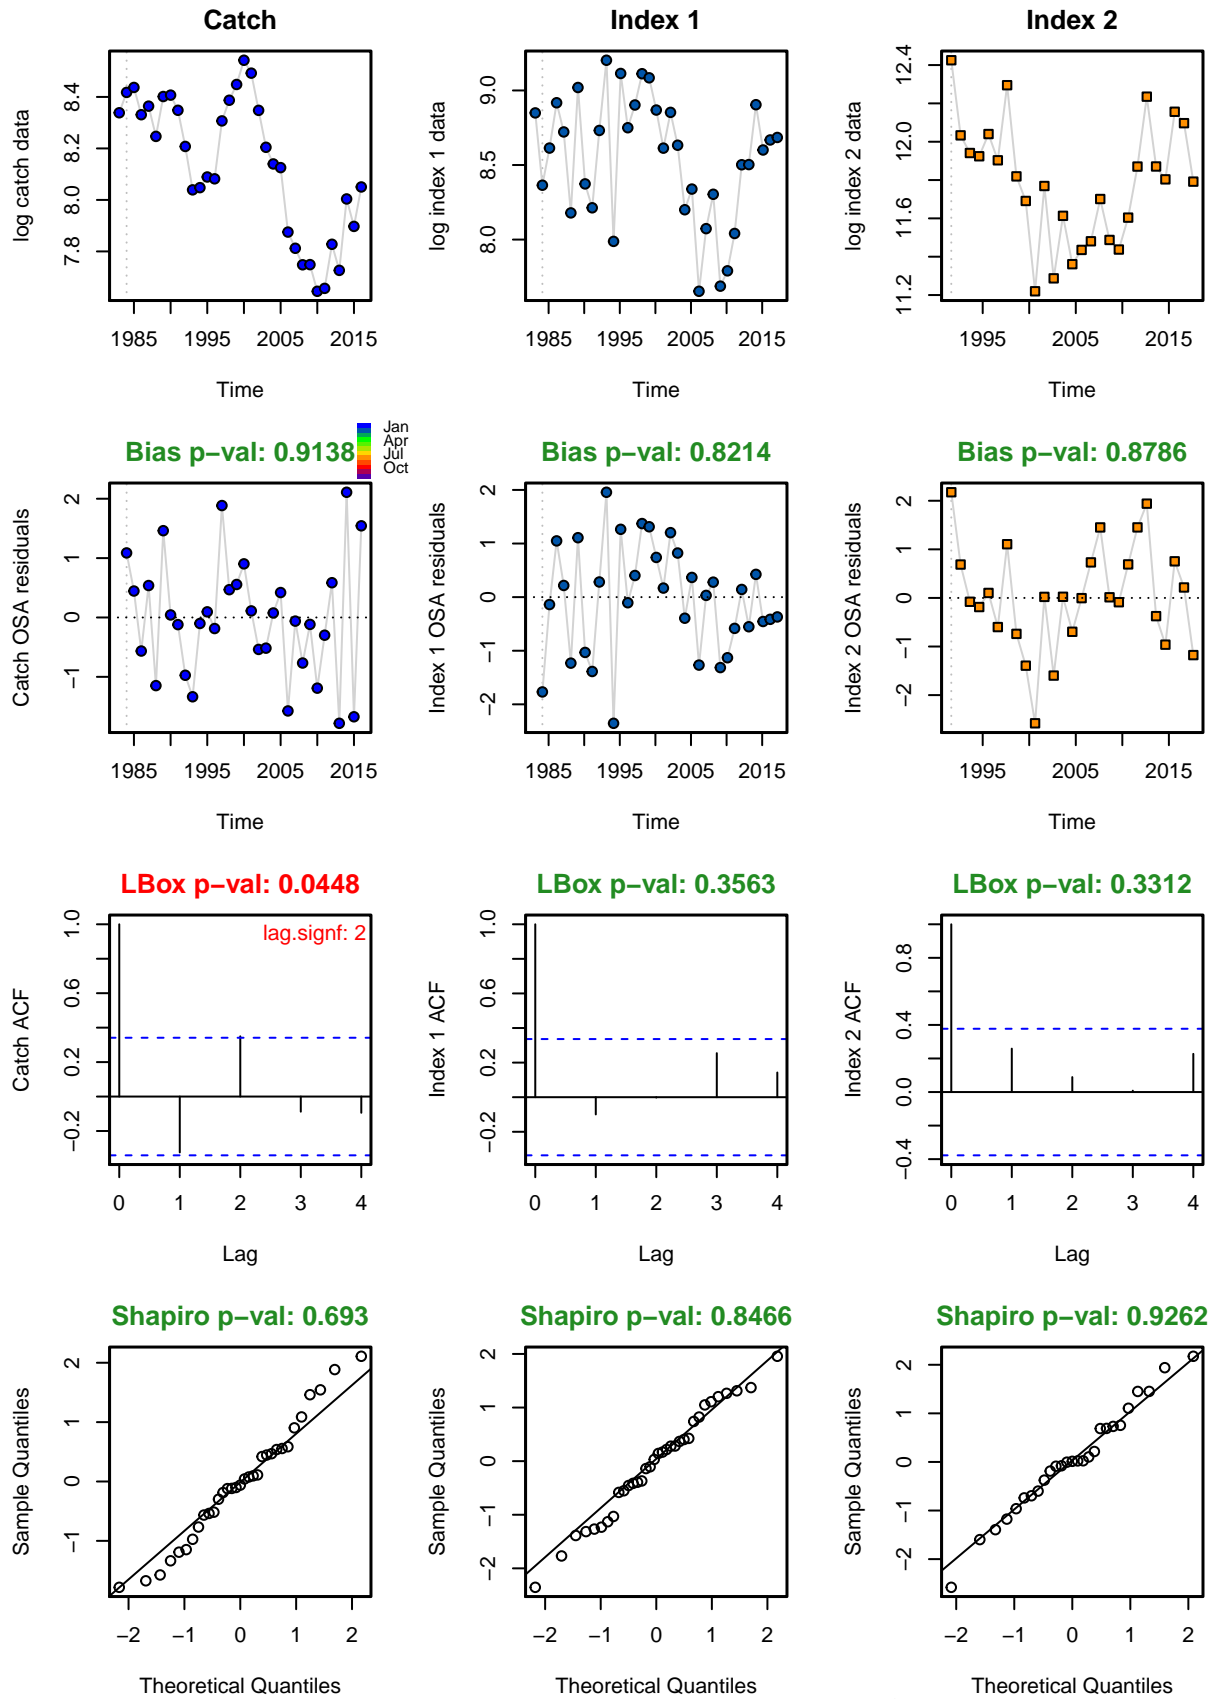 Catch
log catch data
7.8 8.0 8.2 8.4
1985 1995 2005 2015
Time
Index 1
log index 1 data
8.0 8.5 9.0
1985 1995 2005 2015
Time
Index 2
log index 2 data
11.2 11.6 12.0 12.4
1995 2005 2015
Time
Bias p−val: 0.9138
Jan
Apr
Jul
Oct
Catch OSA residuals
−1 0 1 2
1985 1995 2005 2015
Time
Bias p−val: 0.8214
Index 1 OSA residuals
−2 −1 0 1 2
1985 1995 2005 2015
Time
Bias p−val: 0.8786
Index 2 OSA residuals
−2 −1 0 1 2
1995 2005 2015
Time
LBox p−val: 0.0448
lag.signf: 2
Catch ACF
−0.2 0.2 0.6 1.0
0 1 2 3 4
Lag
LBox p−val: 0.3563
Index 1 ACF
−0.2 0.2 0.6 1.0
0 1 2 3 4
Lag
LBox p−val: 0.3312
Index 2 ACF
−0.4 0.0 0.4 0.8
0 1 2 3 4
Lag
Shapiro p−val: 0.693
Sample Quantiles
−1 0 1 2
−2 −1 0 1 2
Theoretical Quantiles
Shapiro p−val: 0.8466
Sample Quantiles
−2 −1 0 1 2
−2 −1 0 1 2
Theoretical Quantiles
Shapiro p−val: 0.9262
Sample Quantiles
−2 −1 0 1 2
−2 −1 0 1 2
Theoretical Quantiles